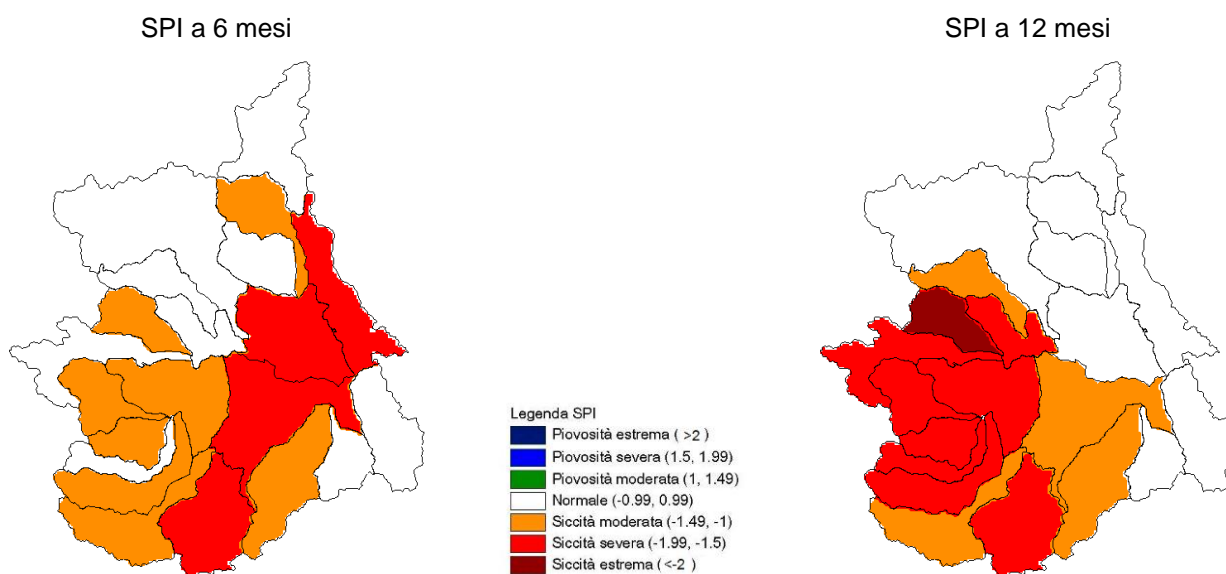 SPI a 6 mesi
SPI a 12 mesi
Legenda SPI
Piovosità estrema ( >2 )
Piovosità severa ( 1.5, 1.99)
Piovosità moderata (1, 1.49)
Normale (-0.99, 0.99)
Siccità moderata (-1.49, -1)
Siccità severa (-1.99, -1.5)
Siccità estrema (<-2 )